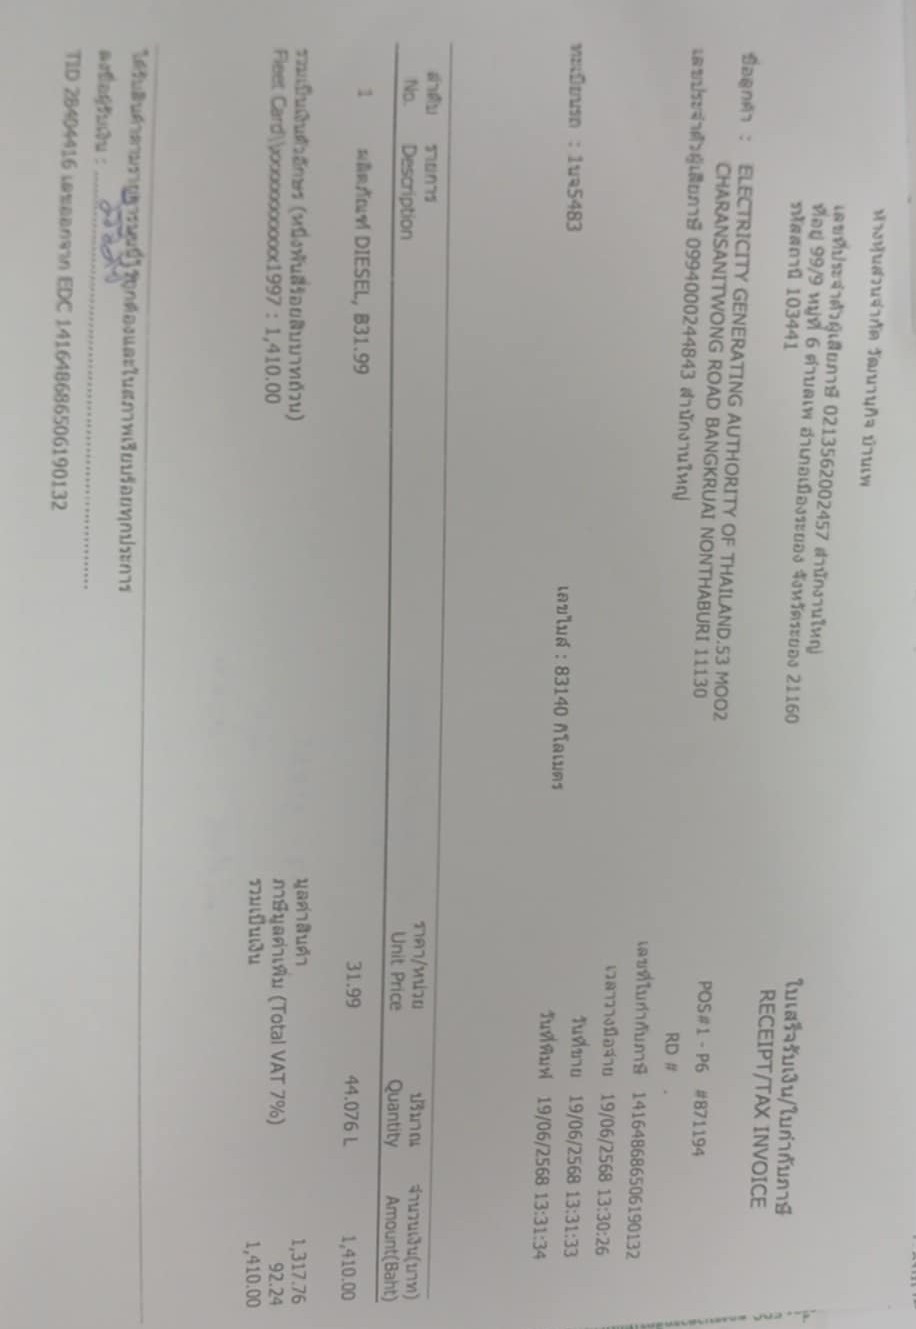 ห้างหุ้นส่วนจำกัด วัฒนานุกิจ บ้านเพ
เลขที่ประจำตัวผู้เสียภาษี 0213562002457 สำนักงานใหญ่
ที่อยู่ 99/9 หมู่ที่ 6 ตำบลเพ อำเภอเมืองระยอง จังหวัดระยอง 21160
รหัสสถานี 103441
ใบเสร็จรับเงิน/ใบกำกับภาษี
RECEIPT/TAX INVOICE
ชื่อลูกค้า : ELECTRICITY GENERATING AUTHORITY OF THAILAND.53 MOO2
CHARANSANITWONG ROAD BANGKRUAI NONTHABURI 11130
เลขประจำตัวผู้เสียภาษี 0994000244843 สำนักงานใหญ่
POS#1 - P6 #871194
RD # .
เลขที่ใบกำกับภาษี 141648686506190132
เวลาวางมือจ่าย 19/06/2568 13:30:26
วันที่ขาย 19/06/2568 13:31:33
วันที่พิมพ์ 19/06/2568 13:31:34
ทะเบียนรถ : 1นจ5483 เลขไมล์ : 83140 กิโลเมตร
ลำดับ รายการ ราคา/หน่วย ปริมาณ จำนวนเงิน(บาท)
No. Description Unit Price Quantity Amount(Baht)
1 ผลิตภัณฑ์ DIESEL, B31.99 31.99 44.076 L 1,410.00
รวมเป็นเงินตัวอักษร (หนึ่งพันสี่ร้อยสิบบาทถ้วน)
Fleet Card\\xxxxxxxxxxxx1997 : 1,410.00
มูลค่าสินค้า 1,317.76
ภาษีมูลค่าเพิ่ม (Total VAT 7%) 92.24
รวมเป็นเงิน 1,410.00
ได้รับสินค้าตามรายการบนนี้ไว้ถูกต้องและในสภาพเรียบร้อยทุกประการ
ลงชื่อผู้รับเงิน :
TID 28404416 เลขออกจาก EDC 141648686506190132